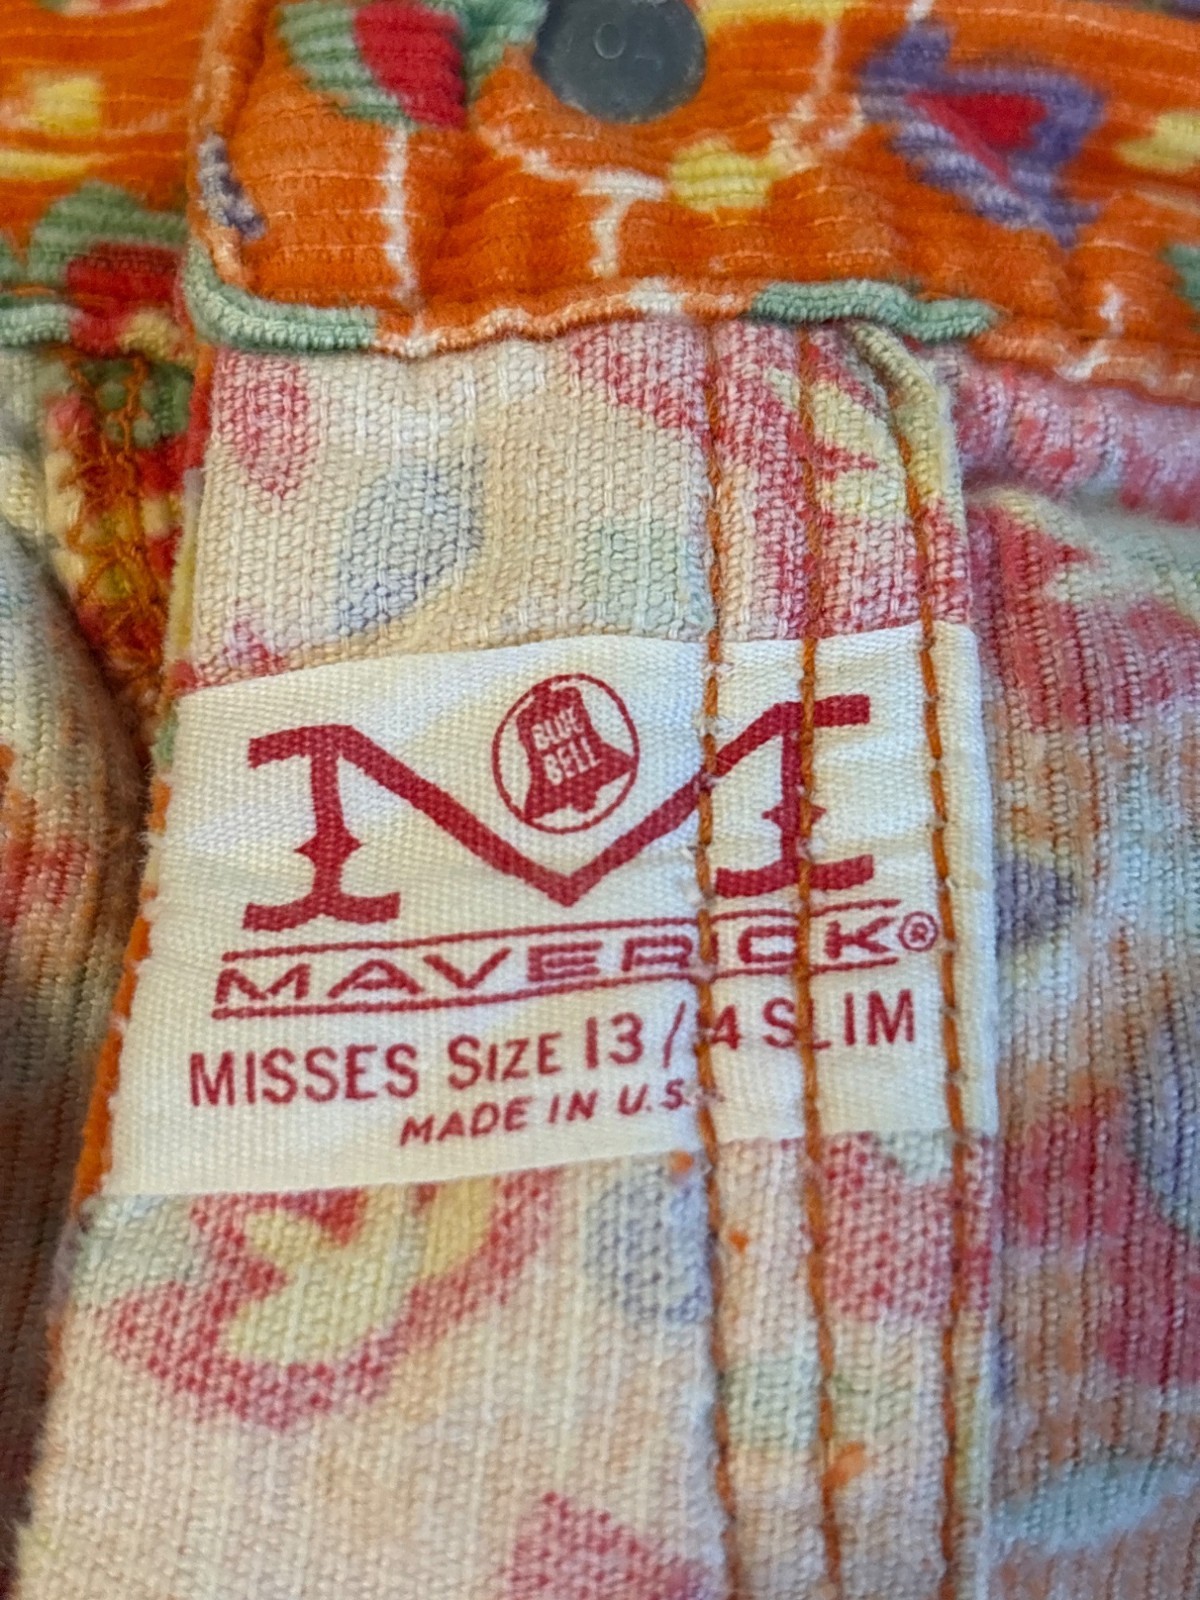 BLUE
BELL
M
MAVERICK®
MISSES SIZE 13/14 SLIM
MADE IN U.S.